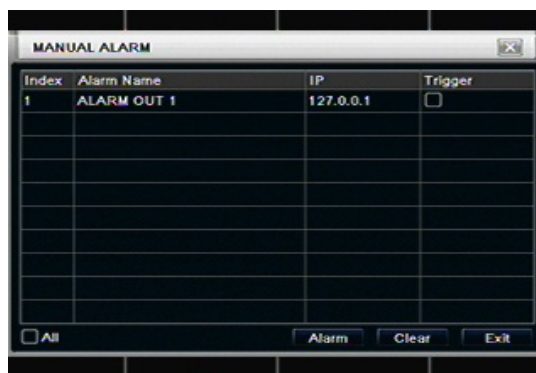 MANUAL ALARM
Index Alarm Name IP Trigger
1 ALARM OUT 1 127.0.0.1
All Alarm Clear Exit